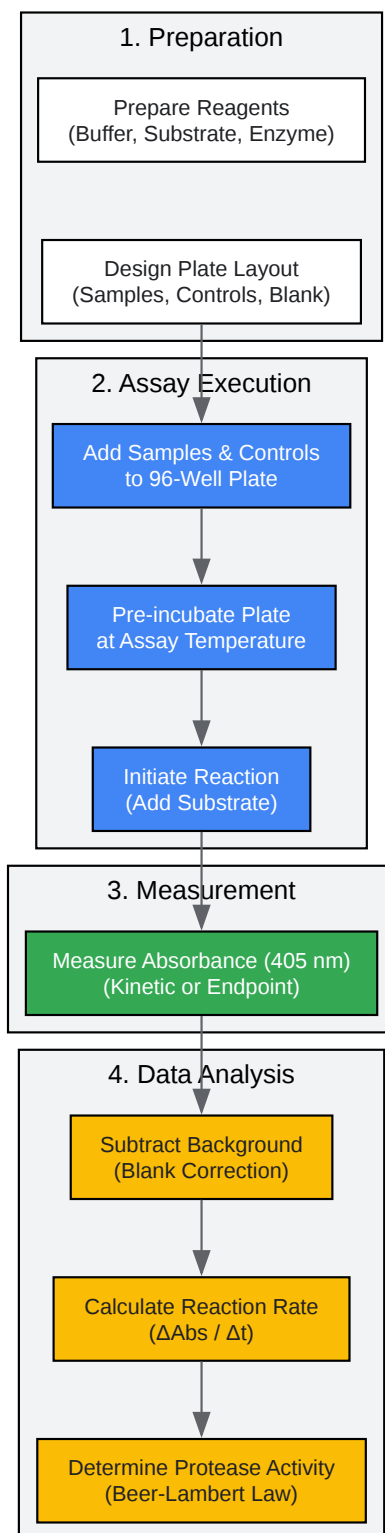 1. Preparation
Prepare Reagents
(Buffer, Substrate, Enzyme)
Design Plate Layout
(Samples, Controls, Blank)
2. Assay Execution
Add Samples & Controls
to 96-Well Plate
Pre-incubate Plate
at Assay Temperature
Initiate Reaction
(Add Substrate)
3. Measurement
Measure Absorbance (405 nm)
(Kinetic or Endpoint)
4. Data Analysis
Subtract Background
(Blank Correction)
Calculate Reaction Rate
(ΔAbs / Δt)
Determine Protease Activity
(Beer-Lambert Law)